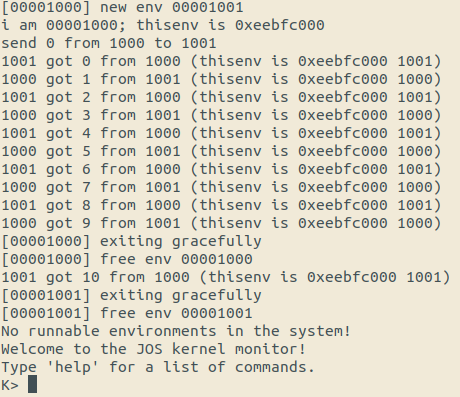 [00001000] new env 00001001
i am 00001000; thisenv is 0xeebfc000
send 0 from 1000 to 1001
1001 got 0 from 1000 (thisenv is 0xeebfc000 1001)
1000 got 1 from 1001 (thisenv is 0xeebfc000 1000)
1001 got 2 from 1000 (thisenv is 0xeebfc000 1001)
1000 got 3 from 1001 (thisenv is 0xeebfc000 1000)
1001 got 4 from 1000 (thisenv is 0xeebfc000 1001)
1000 got 5 from 1001 (thisenv is 0xeebfc000 1000)
1001 got 6 from 1000 (thisenv is 0xeebfc000 1001)
1000 got 7 from 1001 (thisenv is 0xeebfc000 1000)
1001 got 8 from 1000 (thisenv is 0xeebfc000 1001)
1000 got 9 from 1001 (thisenv is 0xeebfc000 1000)
[00001000] exiting gracefully
[00001000] free env 00001000
1001 got 10 from 1000 (thisenv is 0xeebfc000 1001)
[00001001] exiting gracefully
[00001001] free env 00001001
No runnable environments in the system!
Welcome to the JOS kernel monitor!
Type 'help' for a list of commands.
K>